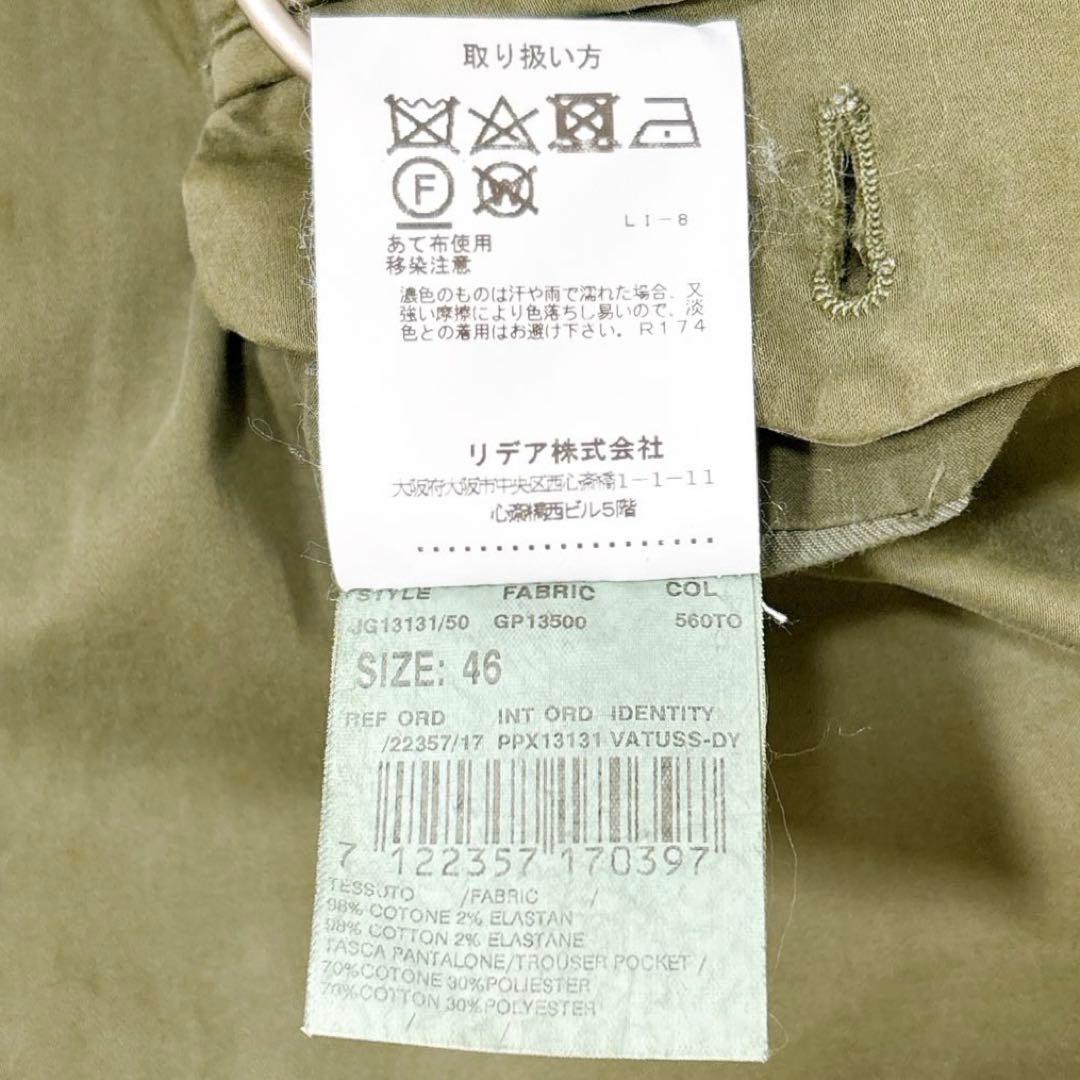 取り扱い方
F W
LI-8
あて布使用
移染注意
濃色のものは汗や雨で濡れた場合、又
強い摩擦により色落ちし易いので、淡
色との着用はお避け下さい。R174
リデア株式会社
大阪府大阪市中央区西心斎橋1-1-11
心斎橋西ビル5階
STYLE FABRIC COL
JG13131/50 GP13500 560TO
SIZE: 46
REF ORD INT ORD IDENTITY
/22357/17 PPX13131 VATUSS-DY
7 122357 170397
TESSUTO /FABRIC /
98% COTONE 2% ELASTAN
98% COTTON 2% ELASTANE
TASCA PANTALONE/TROUSER POCKET /
70%COTONE 30%POLIESTER
70%COTTON 30%POLYESTER
/ /